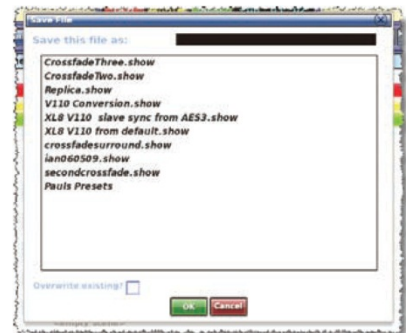 Save File
Save this file as:
CrossfadeThree.show
CrossfadeTwo.show
Replica.show
V110 Conversion.show
XL8 V110  slave sync from AES3.show
XL8 V110 from default.show
crossfadesurround.show
ian060509.show
secondcrossfade.show
Pauls Presets
Overwrite existing?
OK
Cancel